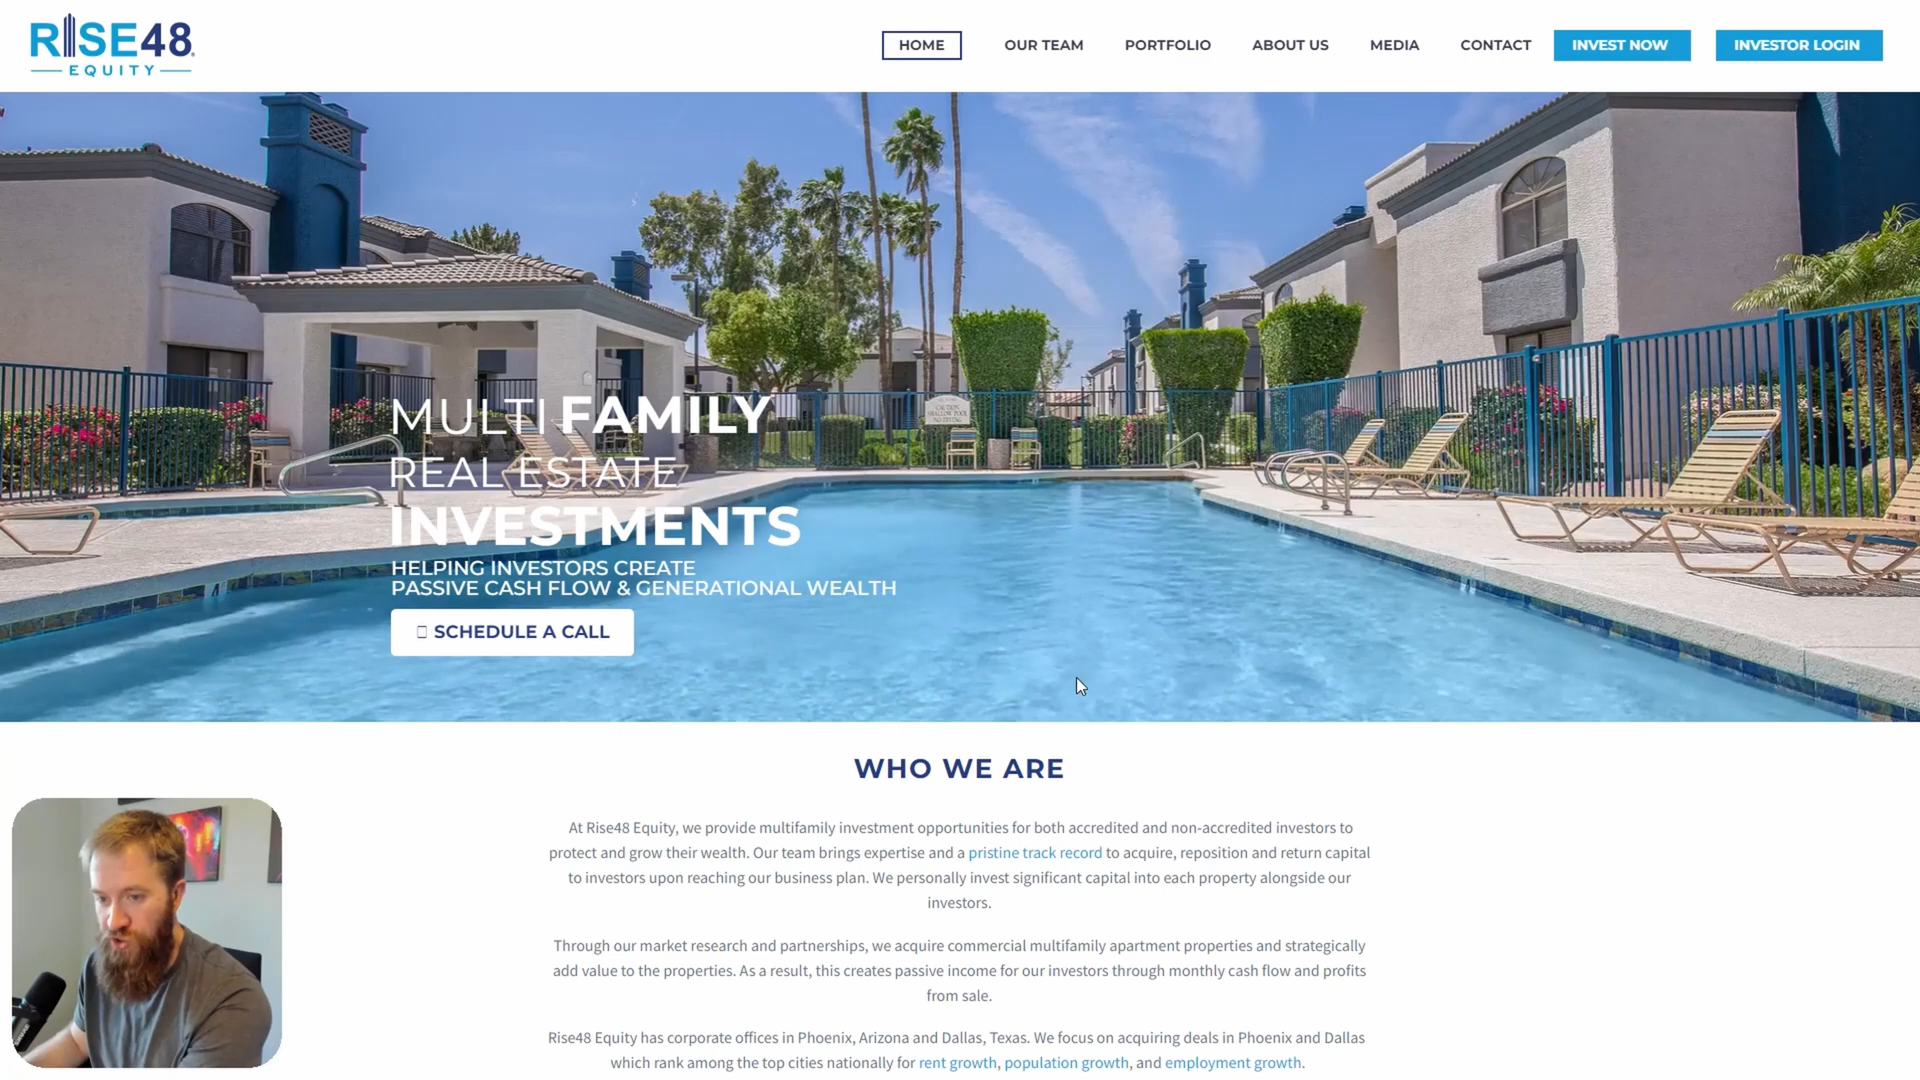 RISE48
EQUITY
HOME
OUR TEAM
PORTFOLIO
ABOUT US
MEDIA
CONTACT
INVEST NOW
INVESTOR LOGIN
CAUTION
SHALLOW POOL
NO DIVING
MULTI FAMILY
REAL ESTATE
INVESTMENTS
HELPING INVESTORS CREATE
PASSIVE CASH FLOW & GENERATIONAL WEALTH
SCHEDULE A CALL
WHO WE ARE
At Rise48 Equity, we provide multifamily investment opportunities for both accredited and non-accredited investors to
protect and grow their wealth. Our team brings expertise and a pristine track record to acquire, reposition and return capital
to investors upon reaching our business plan. We personally invest significant capital into each property alongside our
investors.
Through our market research and partnerships, we acquire commercial multifamily apartment properties and strategically
add value to the properties. As a result, this creates passive income for our investors through monthly cash flow and profits
from sale.
Rise48 Equity has corporate offices in Phoenix, Arizona and Dallas, Texas. We focus on acquiring deals in Phoenix and Dallas
which rank among the top cities nationally for rent growth, population growth, and employment growth.